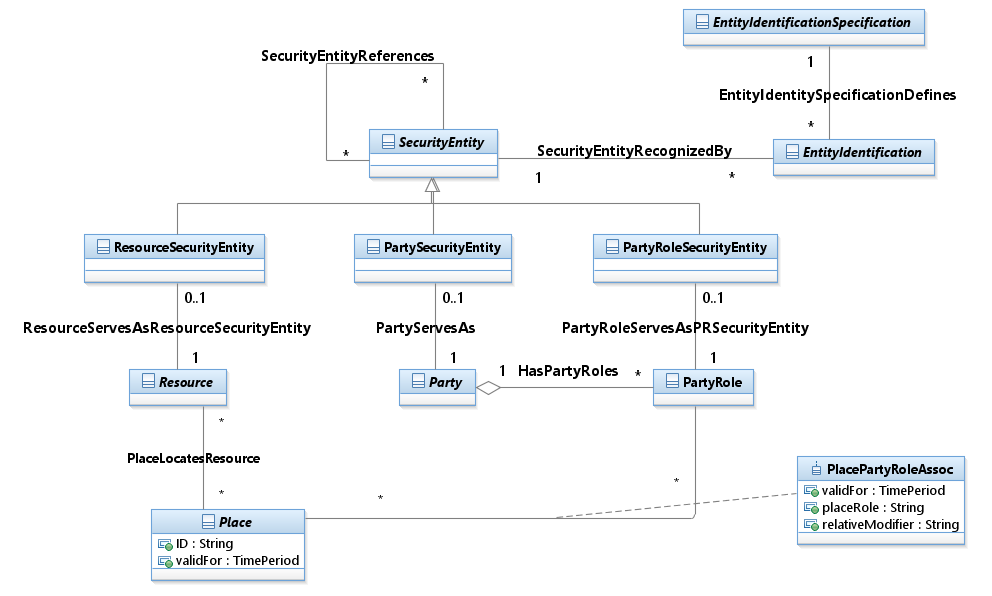 EntityIdentificationSpecification
SecurityEntityReferences
1
*
EntityIdentitySpecificationDefines
*
SecurityEntity
*
SecurityEntityRecognizedBy
EntityIdentification
1
*
ResourceSecurityEntity
PartySecurityEntity
PartyRoleSecurityEntity
0..1
0..1
0..1
ResourceServesAsResourceSecurityEntity
PartyServesAs
PartyRoleServesAsPRSecurityEntity
1
1
1
Resource
Party
1
HasPartyRoles
*
PartyRole
*
PlaceLocatesResource
*
*
*
PlacePartyRoleAssoc
validFor : TimePeriod
placeRole : String
relativeModifier : String
Place
ID : String
validFor : TimePeriod